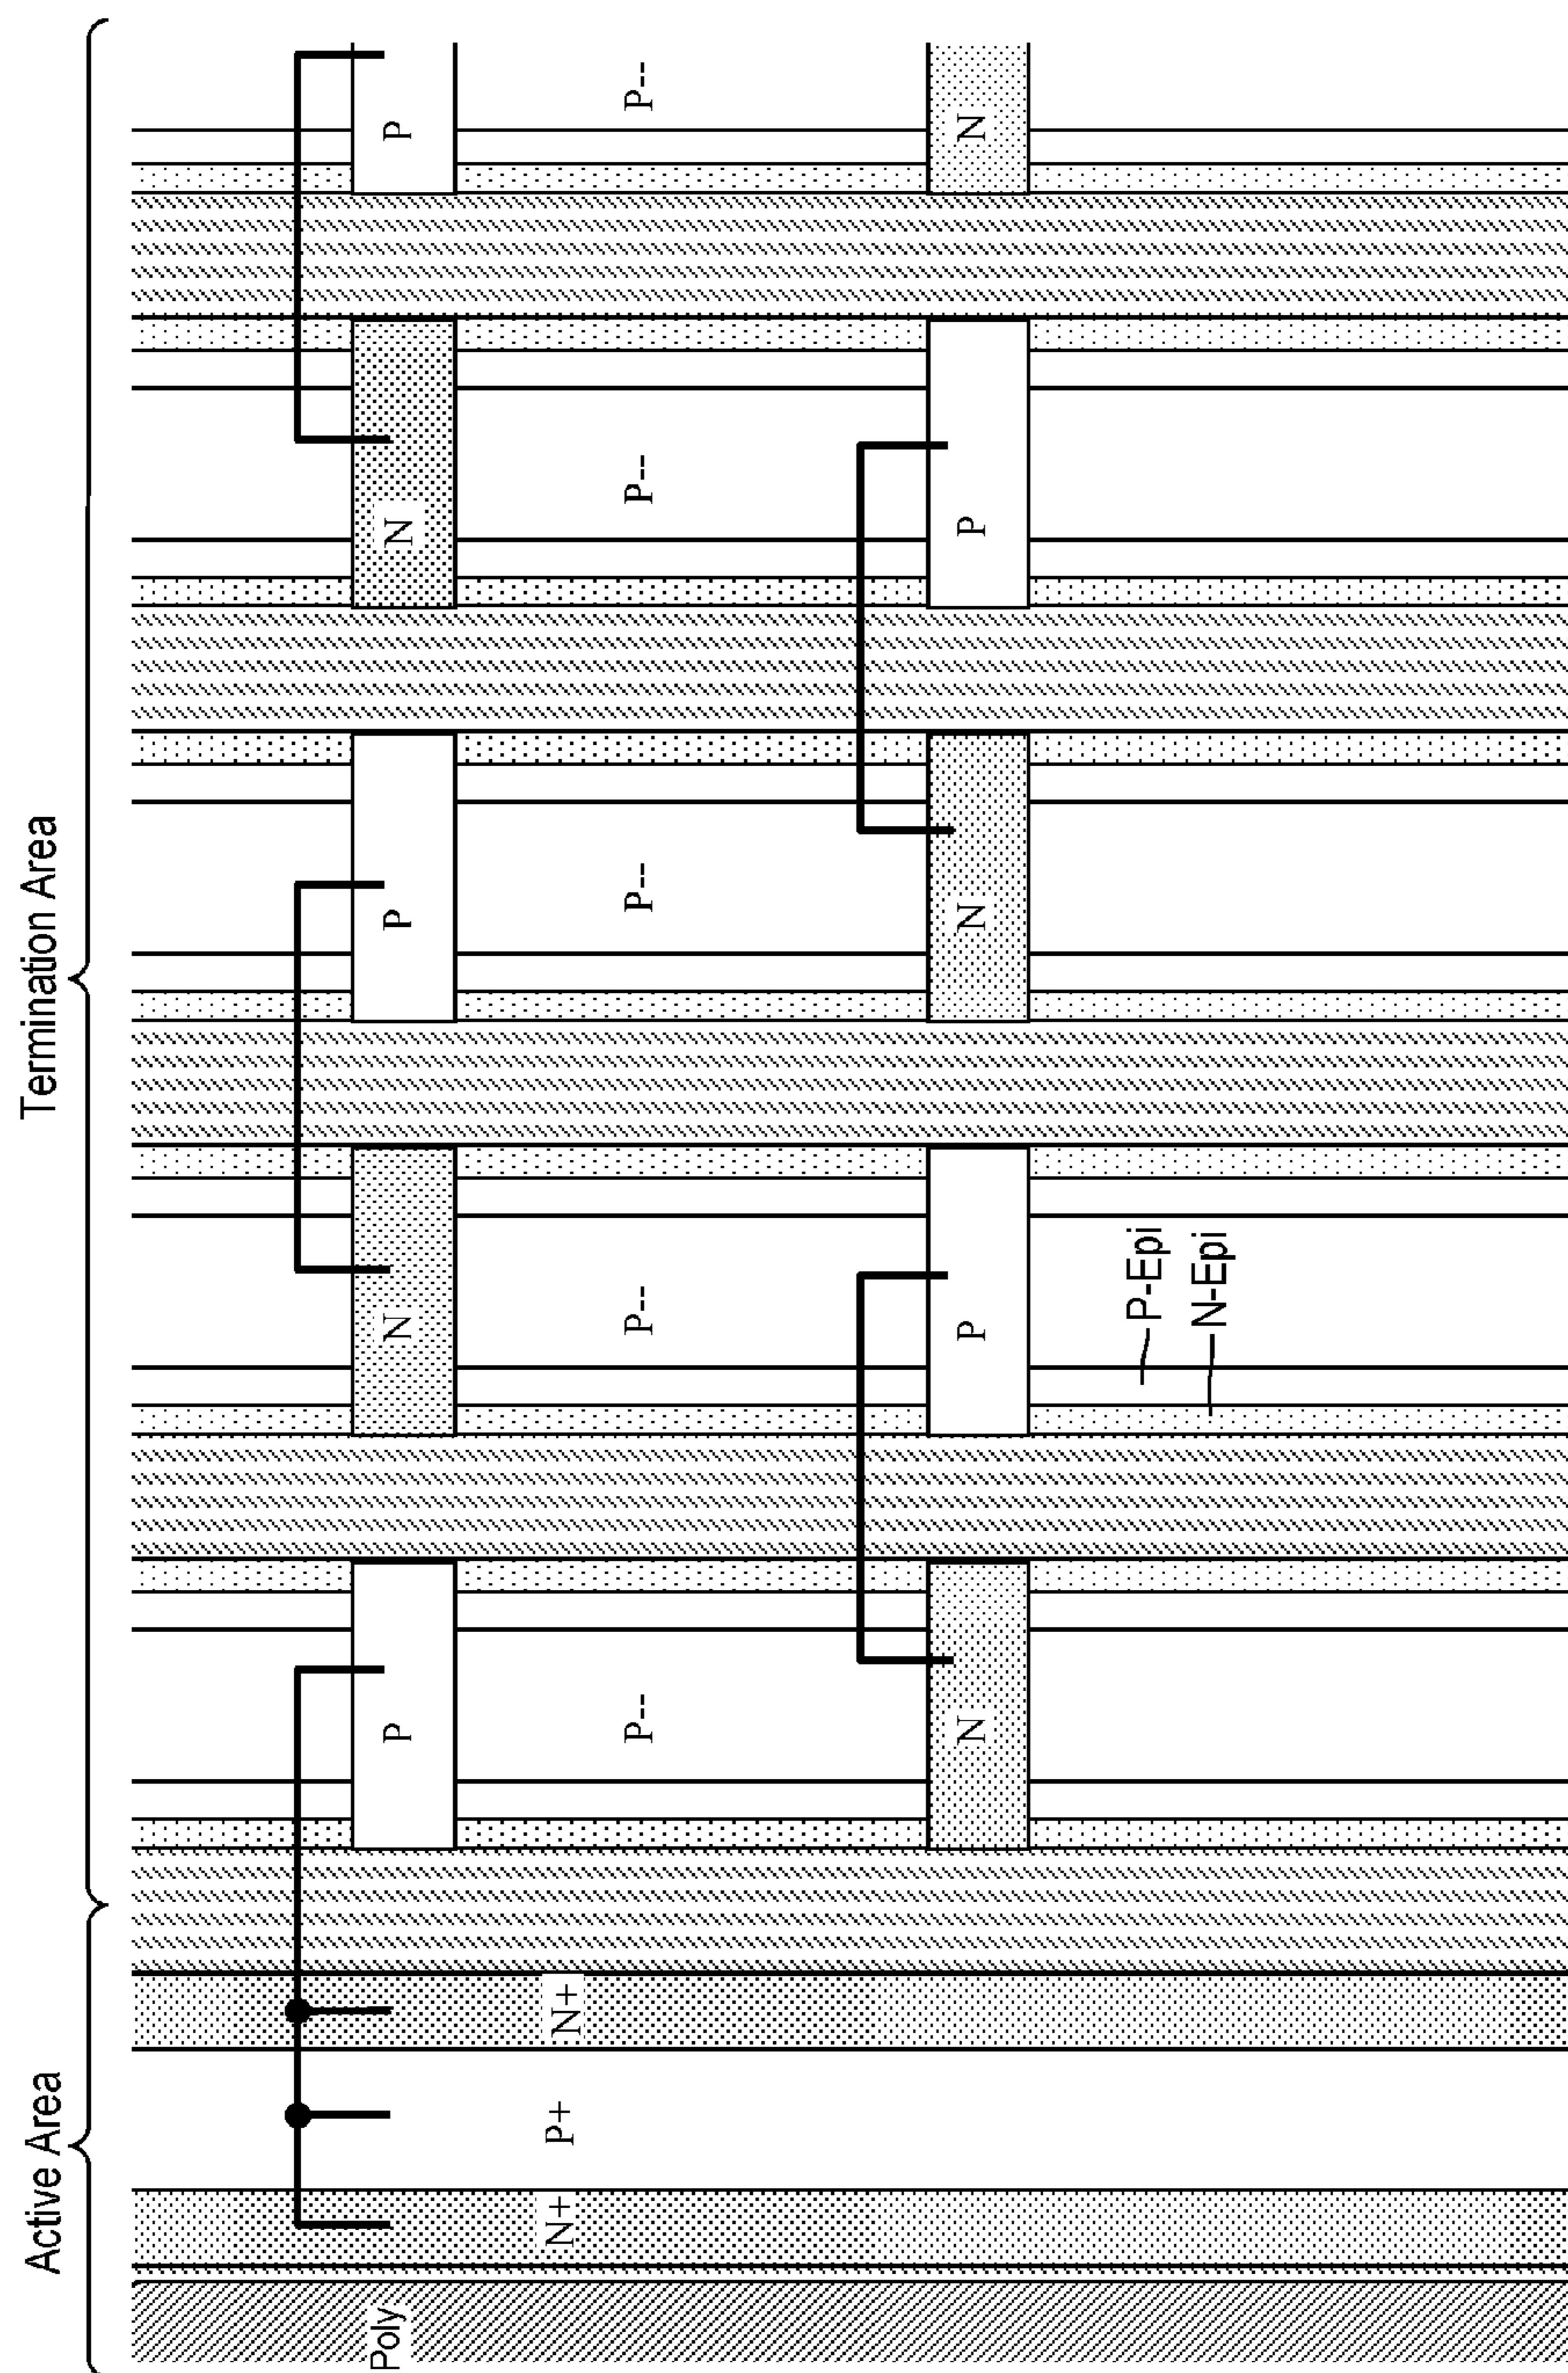 Active Area
Termination Area
Poly
P
N
P
N
P
N+
P+
N+
P--
P--
P--
P--
P--
N
P
N
P
N
P-Epi
N-Epi